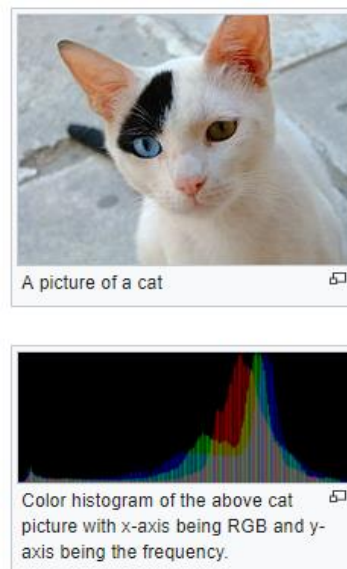 A picture of a cat
Color histogram of the above cat
picture with x-axis being RGB and y-
axis being the frequency.